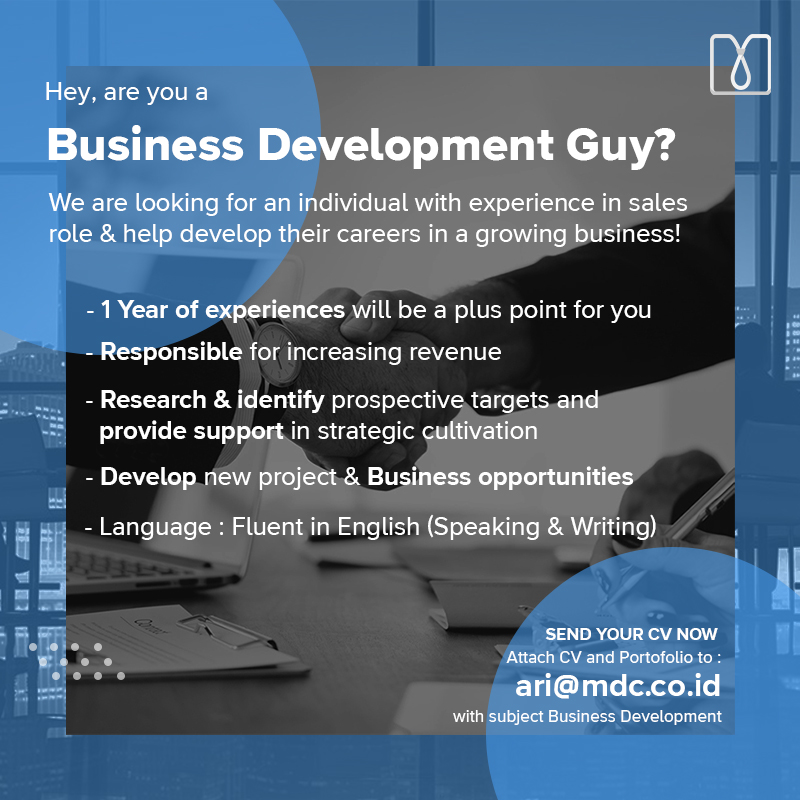 Hey, are you a
Business Development Guy?
We are looking for an individual with experience in sales
role & help develop their careers in a growing business!
- 1 Year of experiences will be a plus point for you
- Responsible for increasing revenue
- Research & identify prospective targets and
provide support in strategic cultivation
- Develop new project & Business opportunities
- Language : Fluent in English (Speaking & Writing)
Contract
SEND YOUR CV NOW
Attach CV and Portofolio to :
ari@mdc.co.id
with subject Business Development